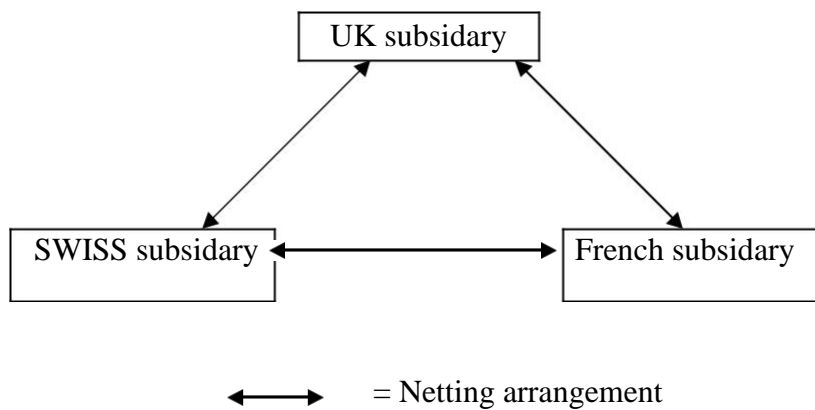 UK subsidary
SWISS subsidary
French subsidary
= Netting arrangement